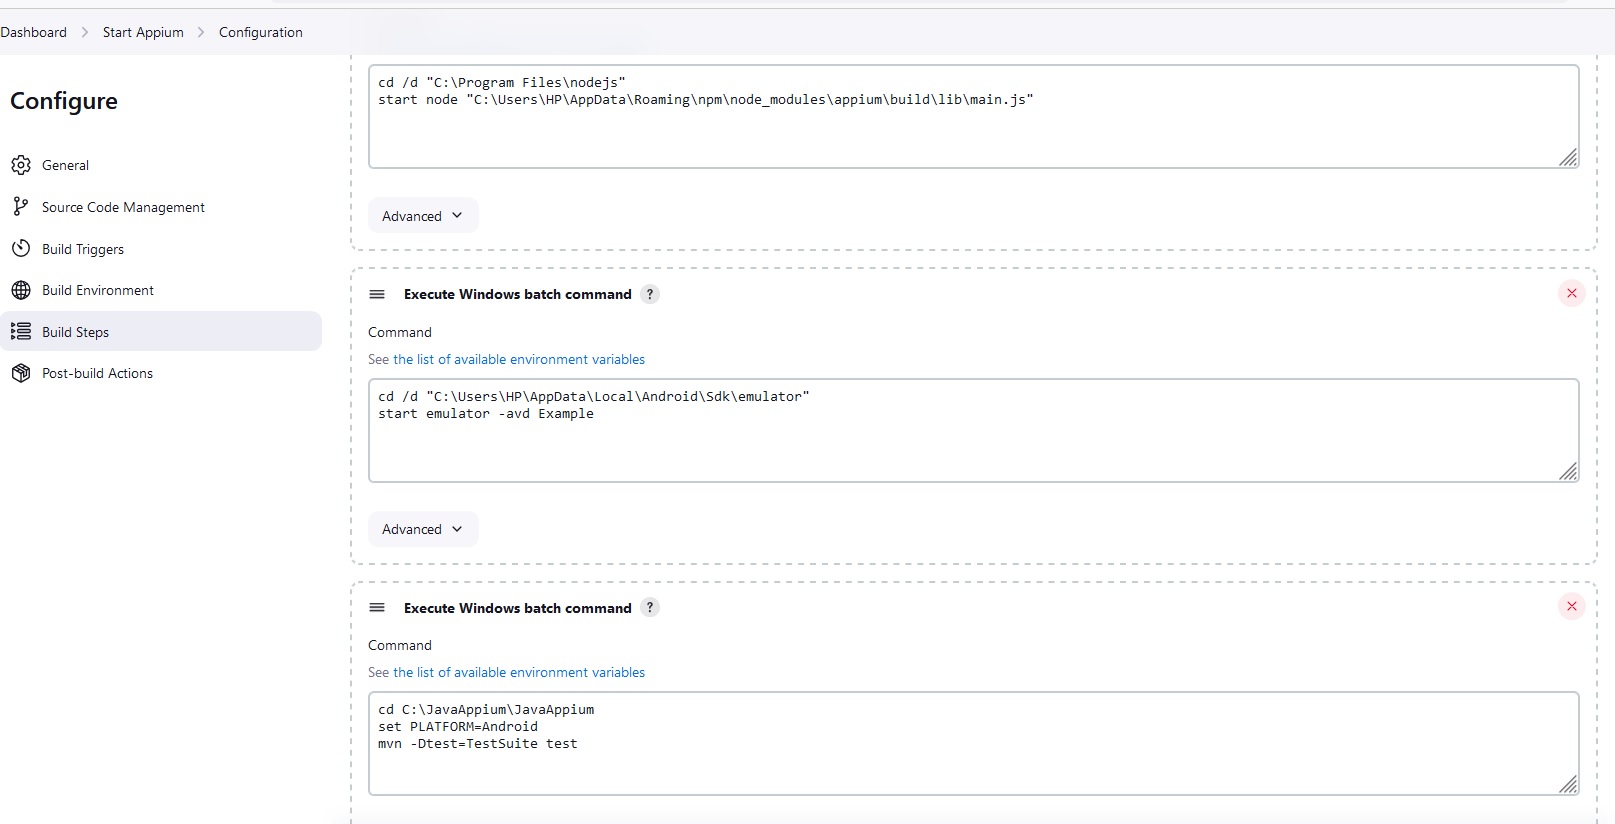 Dashboard > Start Appium > Configuration
Configure
General
Source Code Management
Build Triggers
Build Environment
Build Steps
Post-build Actions
cd /d "C:\Program Files\nodejs"
start node "C:\Users\HP\AppData\Roaming\npm\node_modules\appium\build\lib\main.js"
Advanced
Execute Windows batch command ?
Command
See the list of available environment variables
cd /d "C:\Users\HP\AppData\Local\Android\Sdk\emulator"
start emulator -avd Example
Advanced
Execute Windows batch command ?
Command
See the list of available environment variables
cd C:\JavaAppium\JavaAppium
set PLATFORM=Android
mvn -Dtest=TestSuite test